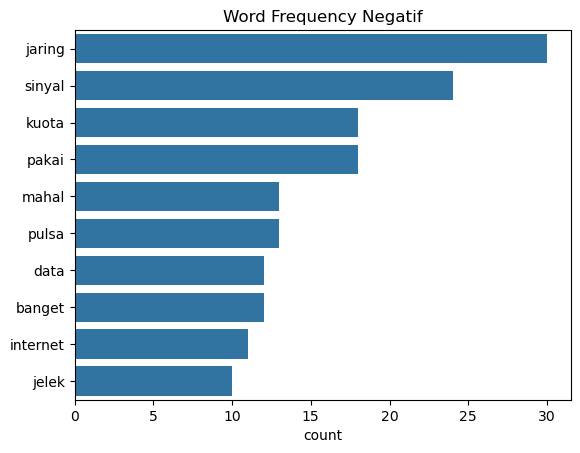 Word Frequency Negatif
jaring
sinyal
kuota
pakai
mahal
pulsa
data
banget
internet
jelek
0 5 10 15 20 25 30
count